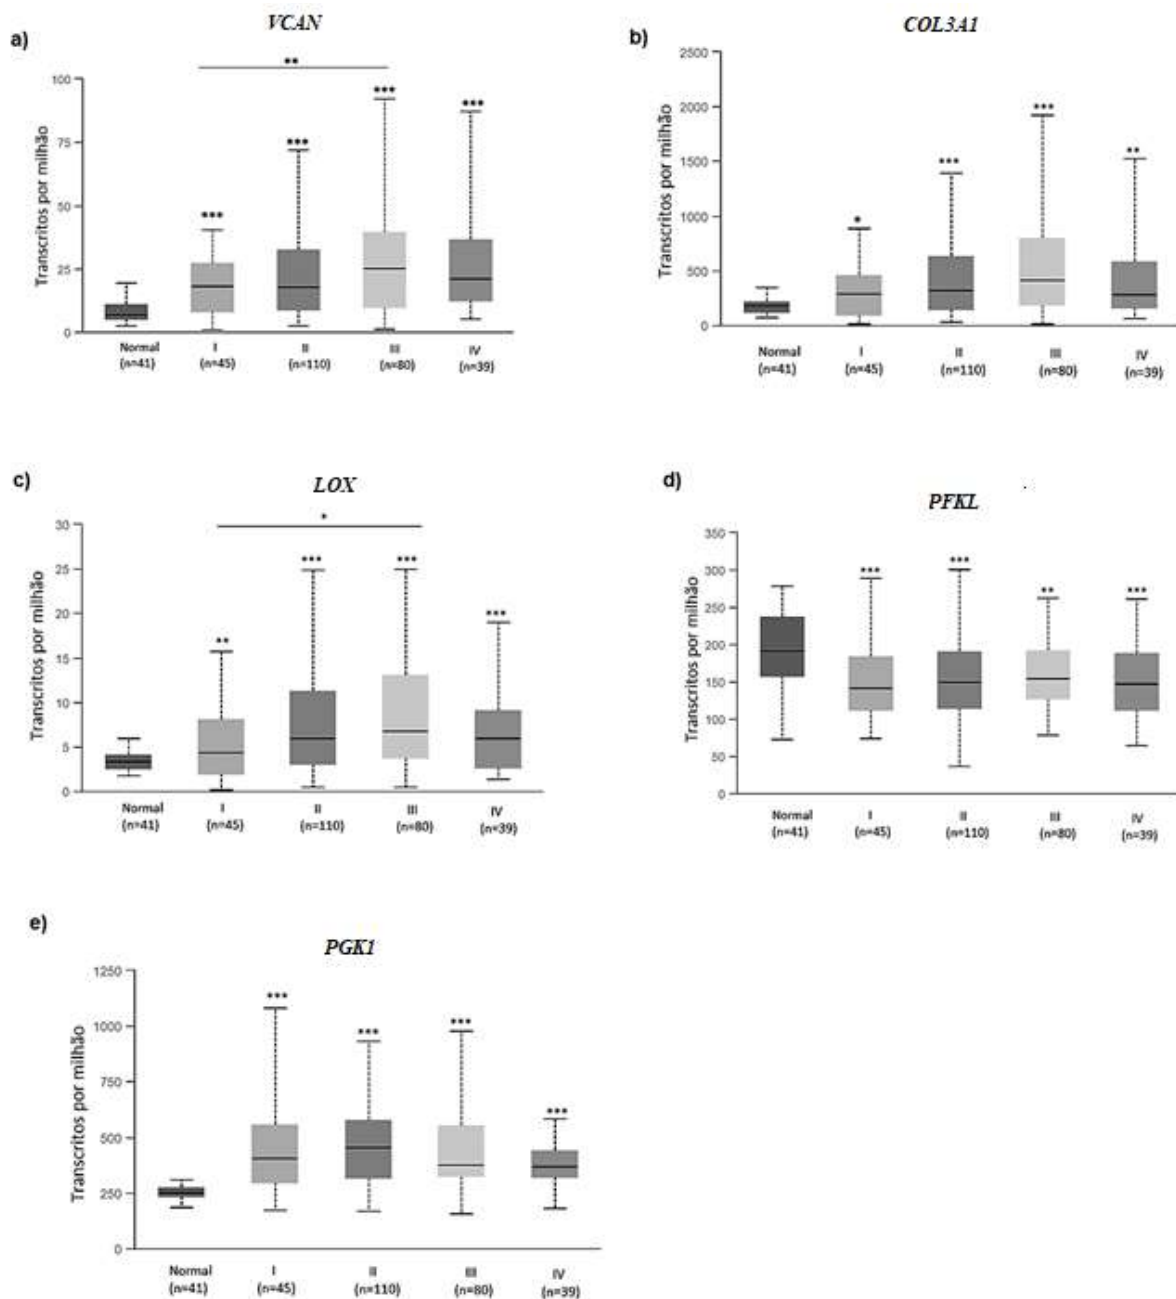 a)
VCAN
**
***
***
***
***
Transcritos por milhão
100
75
50
25
0
Normal
(n=41)
I
(n=45)
II
(n=110)
III
(n=80)
IV
(n=39)
b)
COL3A1
*
***
***
**
Transcritos por milhão
2500
2000
1500
1000
500
0
Normal
(n=41)
I
(n=45)
II
(n=110)
III
(n=80)
IV
(n=39)
c)
LOX
*
**
***
***
***
Transcritos por milhão
30
25
20
15
10
5
0
Normal
(n=41)
I
(n=45)
II
(n=110)
III
(n=80)
IV
(n=39)
d)
PFKL
***
***
**
***
Transcritos por milhão
350
300
250
200
150
100
50
0
Normal
(n=41)
I
(n=45)
II
(n=110)
III
(n=80)
IV
(n=39)
e)
PGK1
***
***
***
***
Transcritos por milhão
1250
1000
750
500
250
0
Normal
(n=41)
I
(n=45)
II
(n=110)
III
(n=80)
IV
(n=39)